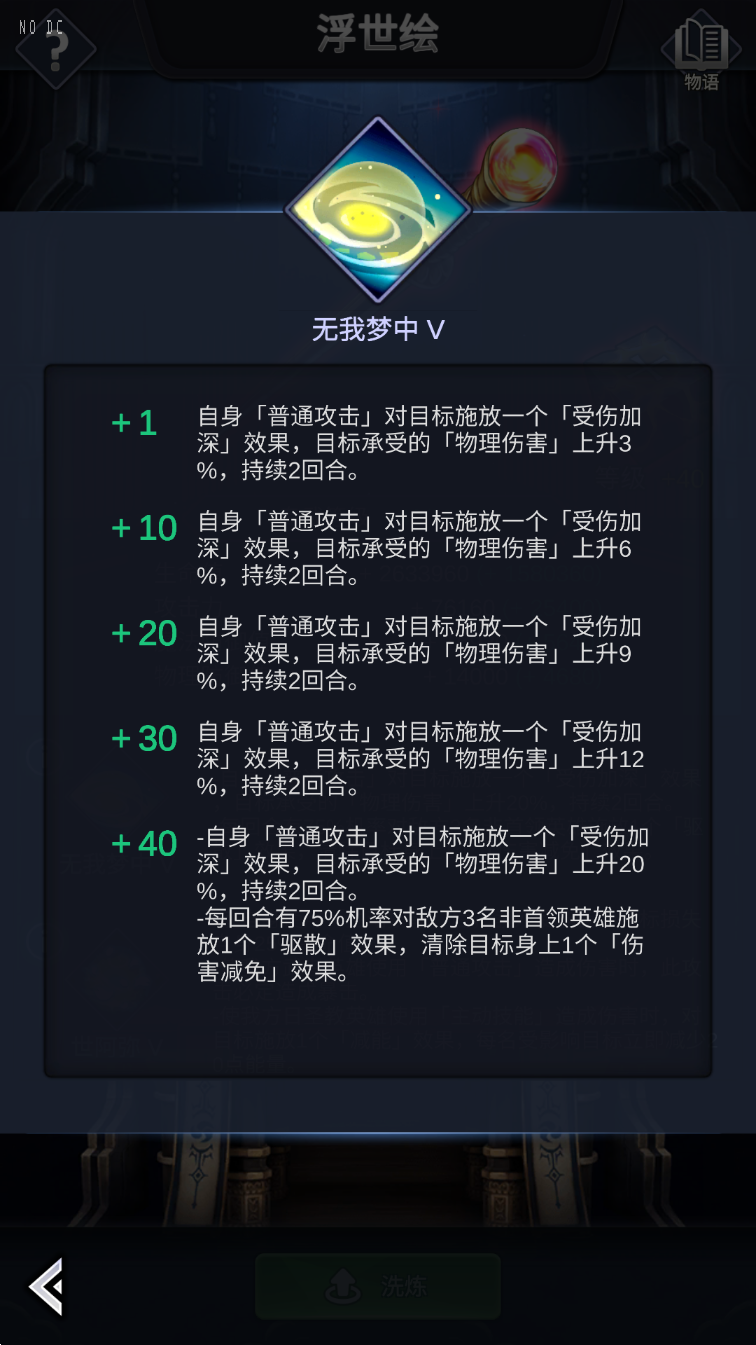 NO DC
?
浮世绘
物语
无我梦中 V
+1
自身「普通攻击」对目标施放一个「受伤加
深」效果，目标承受的「物理伤害」上升3
%，持续2回合。
+10
自身「普通攻击」对目标施放一个「受伤加
深」效果，目标承受的「物理伤害」上升6
%，持续2回合。
+20
自身「普通攻击」对目标施放一个「受伤加
深」效果，目标承受的「物理伤害」上升9
%，持续2回合。
+30
自身「普通攻击」对目标施放一个「受伤加
深」效果，目标承受的「物理伤害」上升12
%，持续2回合。
+40
-自身「普通攻击」对目标施放一个「受伤加
深」效果，目标承受的「物理伤害」上升20
%，持续2回合。
-每回合有75%机率对敌方3名非首领英雄施
放1个「驱散」效果，清除目标身上1个「伤
害减免」效果。
洗炼